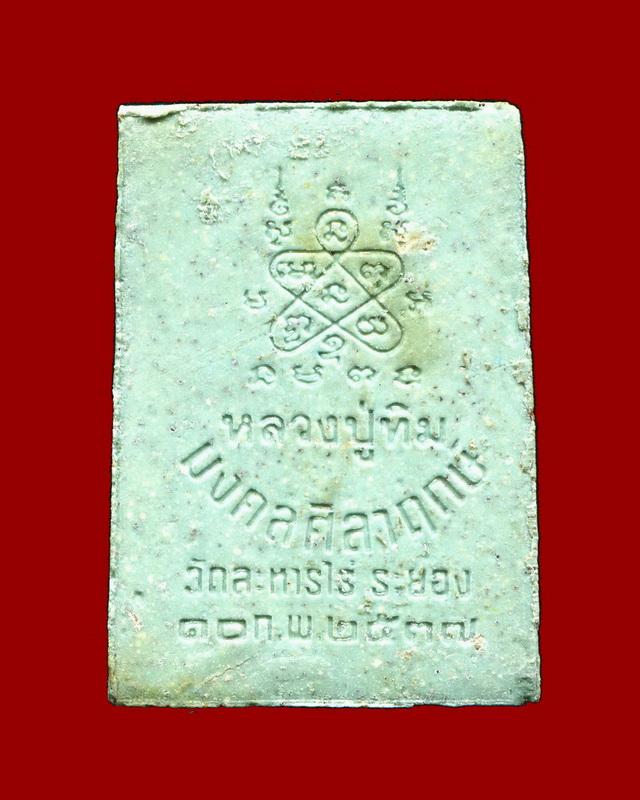 หลวงปู่ทิม
มงคลศิลาฤกษ์
วัดละหารไร่ ระยอง
๑๐ ก.พ. ๒๕๓๗